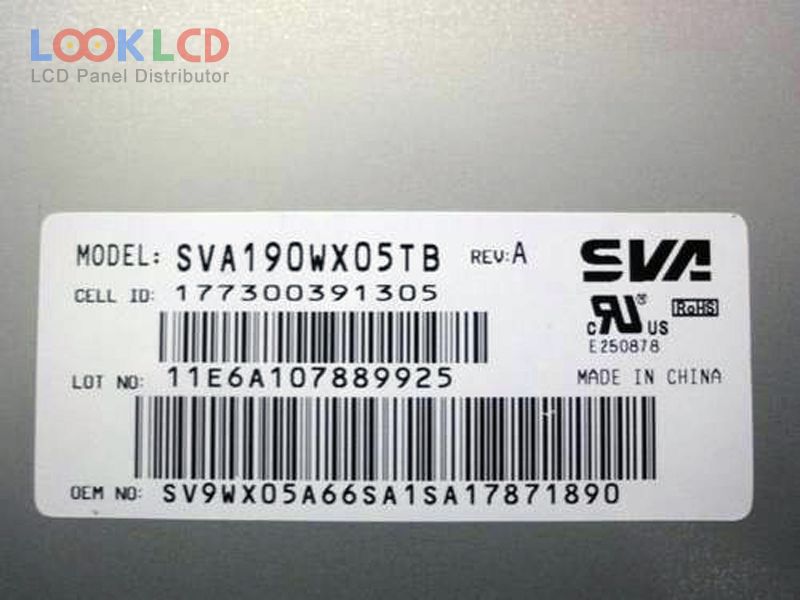 LOOKLCD
LCD Panel Distributor
MODEL: SVA190WX05TB REV:A
SVA
CELL ID: 177300391305
c RU ® US
RoHS
E250878
LOT NO: 11E6A107889925
MADE IN CHINA
OEM NO: SV9WX05A66SA1SA17871890